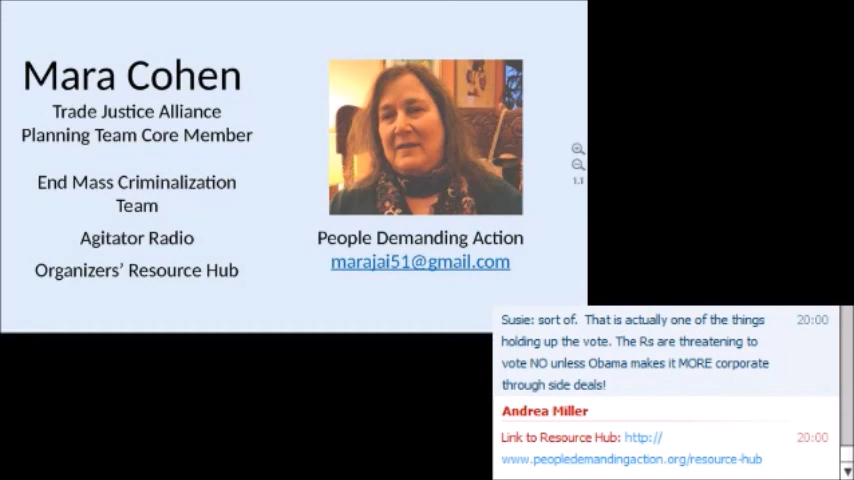 Mara Cohen
Trade Justice Alliance
Planning Team Core Member
End Mass Criminalization
Team
Agitator Radio
Organizers’ Resource Hub
People Demanding Action
marajai51@gmail.com
1:1
Susie: sort of. That is actually one of the things 20:00
holding up the vote. The Rs are threatening to
vote NO unless Obama makes it MORE corporate
through side deals!
Andrea Miller
Link to Resource Hub: http:// 20:00
www.peopledemandingaction.org/resource-hub